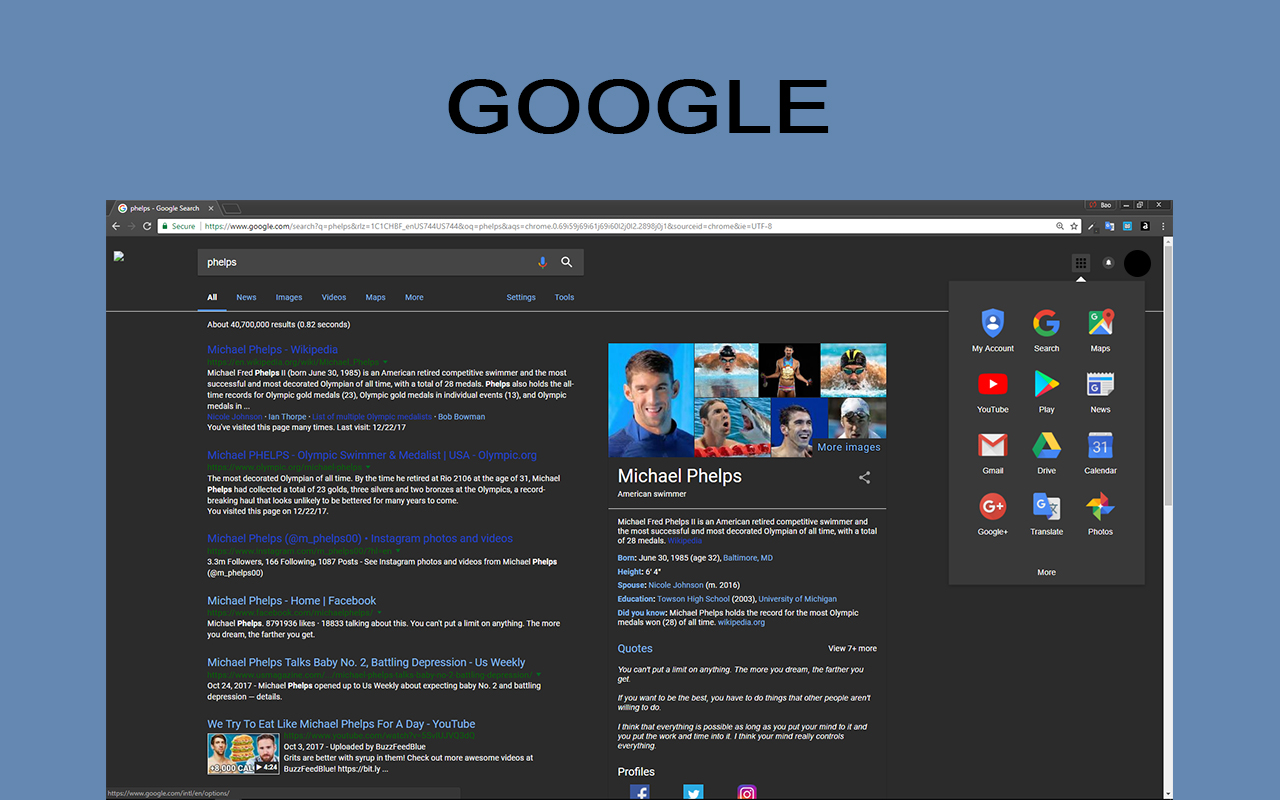 GOOGLE
phelps - Google Search
Bao
Secure
https://www.google.com/search?q=phelps&rlz=1C1CHBF_enUS744US744&oq=phelps&aqs=chrome.0.69i59j69i61j69i60l2j0l2.2898j0j1&sourceid=chrome&ie=UTF-8
phelps
All News Images Videos Maps More Settings Tools
About 40,700,000 results (0.82 seconds)
Michael Phelps - Wikipedia
https://en.wikipedia.org/wiki/Michael_Phelps
Michael Fred Phelps II (born June 30, 1985) is an American retired competitive swimmer and the most
successful and most decorated Olympian of all time, with a total of 28 medals. Phelps also holds the all-
time records for Olympic gold medals (23), Olympic gold medals in individual events (13), and Olympic
medals in ...
Nicole Johnson · Ian Thorpe · List of multiple Olympic medalists · Bob Bowman
You've visited this page many times. Last visit: 12/22/17
Michael PHELPS - Olympic Swimmer & Medalist | USA - Olympic.org
https://www.olympic.org/michael-phelps
The most decorated Olympian of all time. By the time he retired at Rio 2106 at the age of 31, Michael
Phelps had collected a total of 23 golds, three silvers and two bronzes at the Olympics, a record-
breaking haul that looks unlikely to be bettered for many years to come.
You visited this page on 12/22/17.
Michael Phelps (@m_phelps00) • Instagram photos and videos
https://www.instagram.com/m_phelps00/?hl=en
3.3m Followers, 166 Following, 1087 Posts - See Instagram photos and videos from Michael Phelps
(@m_phelps00)
Michael Phelps - Home | Facebook
https://www.facebook.com/michaelphelps/
Michael Phelps. 8791936 likes · 18833 talking about this. You can't put a limit on anything. The more
you dream, the farther you get.
Michael Phelps Talks Baby No. 2, Battling Depression - Us Weekly
https://www.usmagazine.com/.../michael-phelps-talks-baby-no-2-battling-depression/
Oct 24, 2017 - Michael Phelps opened up to Us Weekly about expecting baby No. 2 and battling
depression — details.
We Try To Eat Like Michael Phelps For A Day - YouTube
Oct 3, 2017 - Uploaded by BuzzFeedBlue
Grits are better with syrup in them! Check out more awesome videos at
BuzzFeedBlue! https://bit.ly ...
+8,000 CAL
4:24
https://www.google.com/intl/en/options/
More images
Michael Phelps
American swimmer
Michael Fred Phelps II is an American retired competitive swimmer and
the most successful and most decorated Olympian of all time, with a total
of 28 medals. Wikipedia
Born: June 30, 1985 (age 32), Baltimore, MD
Height: 6' 4"
Spouse: Nicole Johnson (m. 2016)
Education: Towson High School (2003), University of Michigan
Did you know: Michael Phelps holds the record for the most Olympic
medals won (28) of all time. wikipedia.org
Quotes View 7+ more
You can't put a limit on anything. The more you dream, the farther you
get.
If you want to be the best, you have to do things that other people aren't
willing to do.
I think that everything is possible as long as you put your mind to it and
you put the work and time into it. I think your mind really controls
everything.
Profiles
My Account Search Maps
YouTube Play News
31
Gmail Drive Calendar
Google+ Translate Photos
More